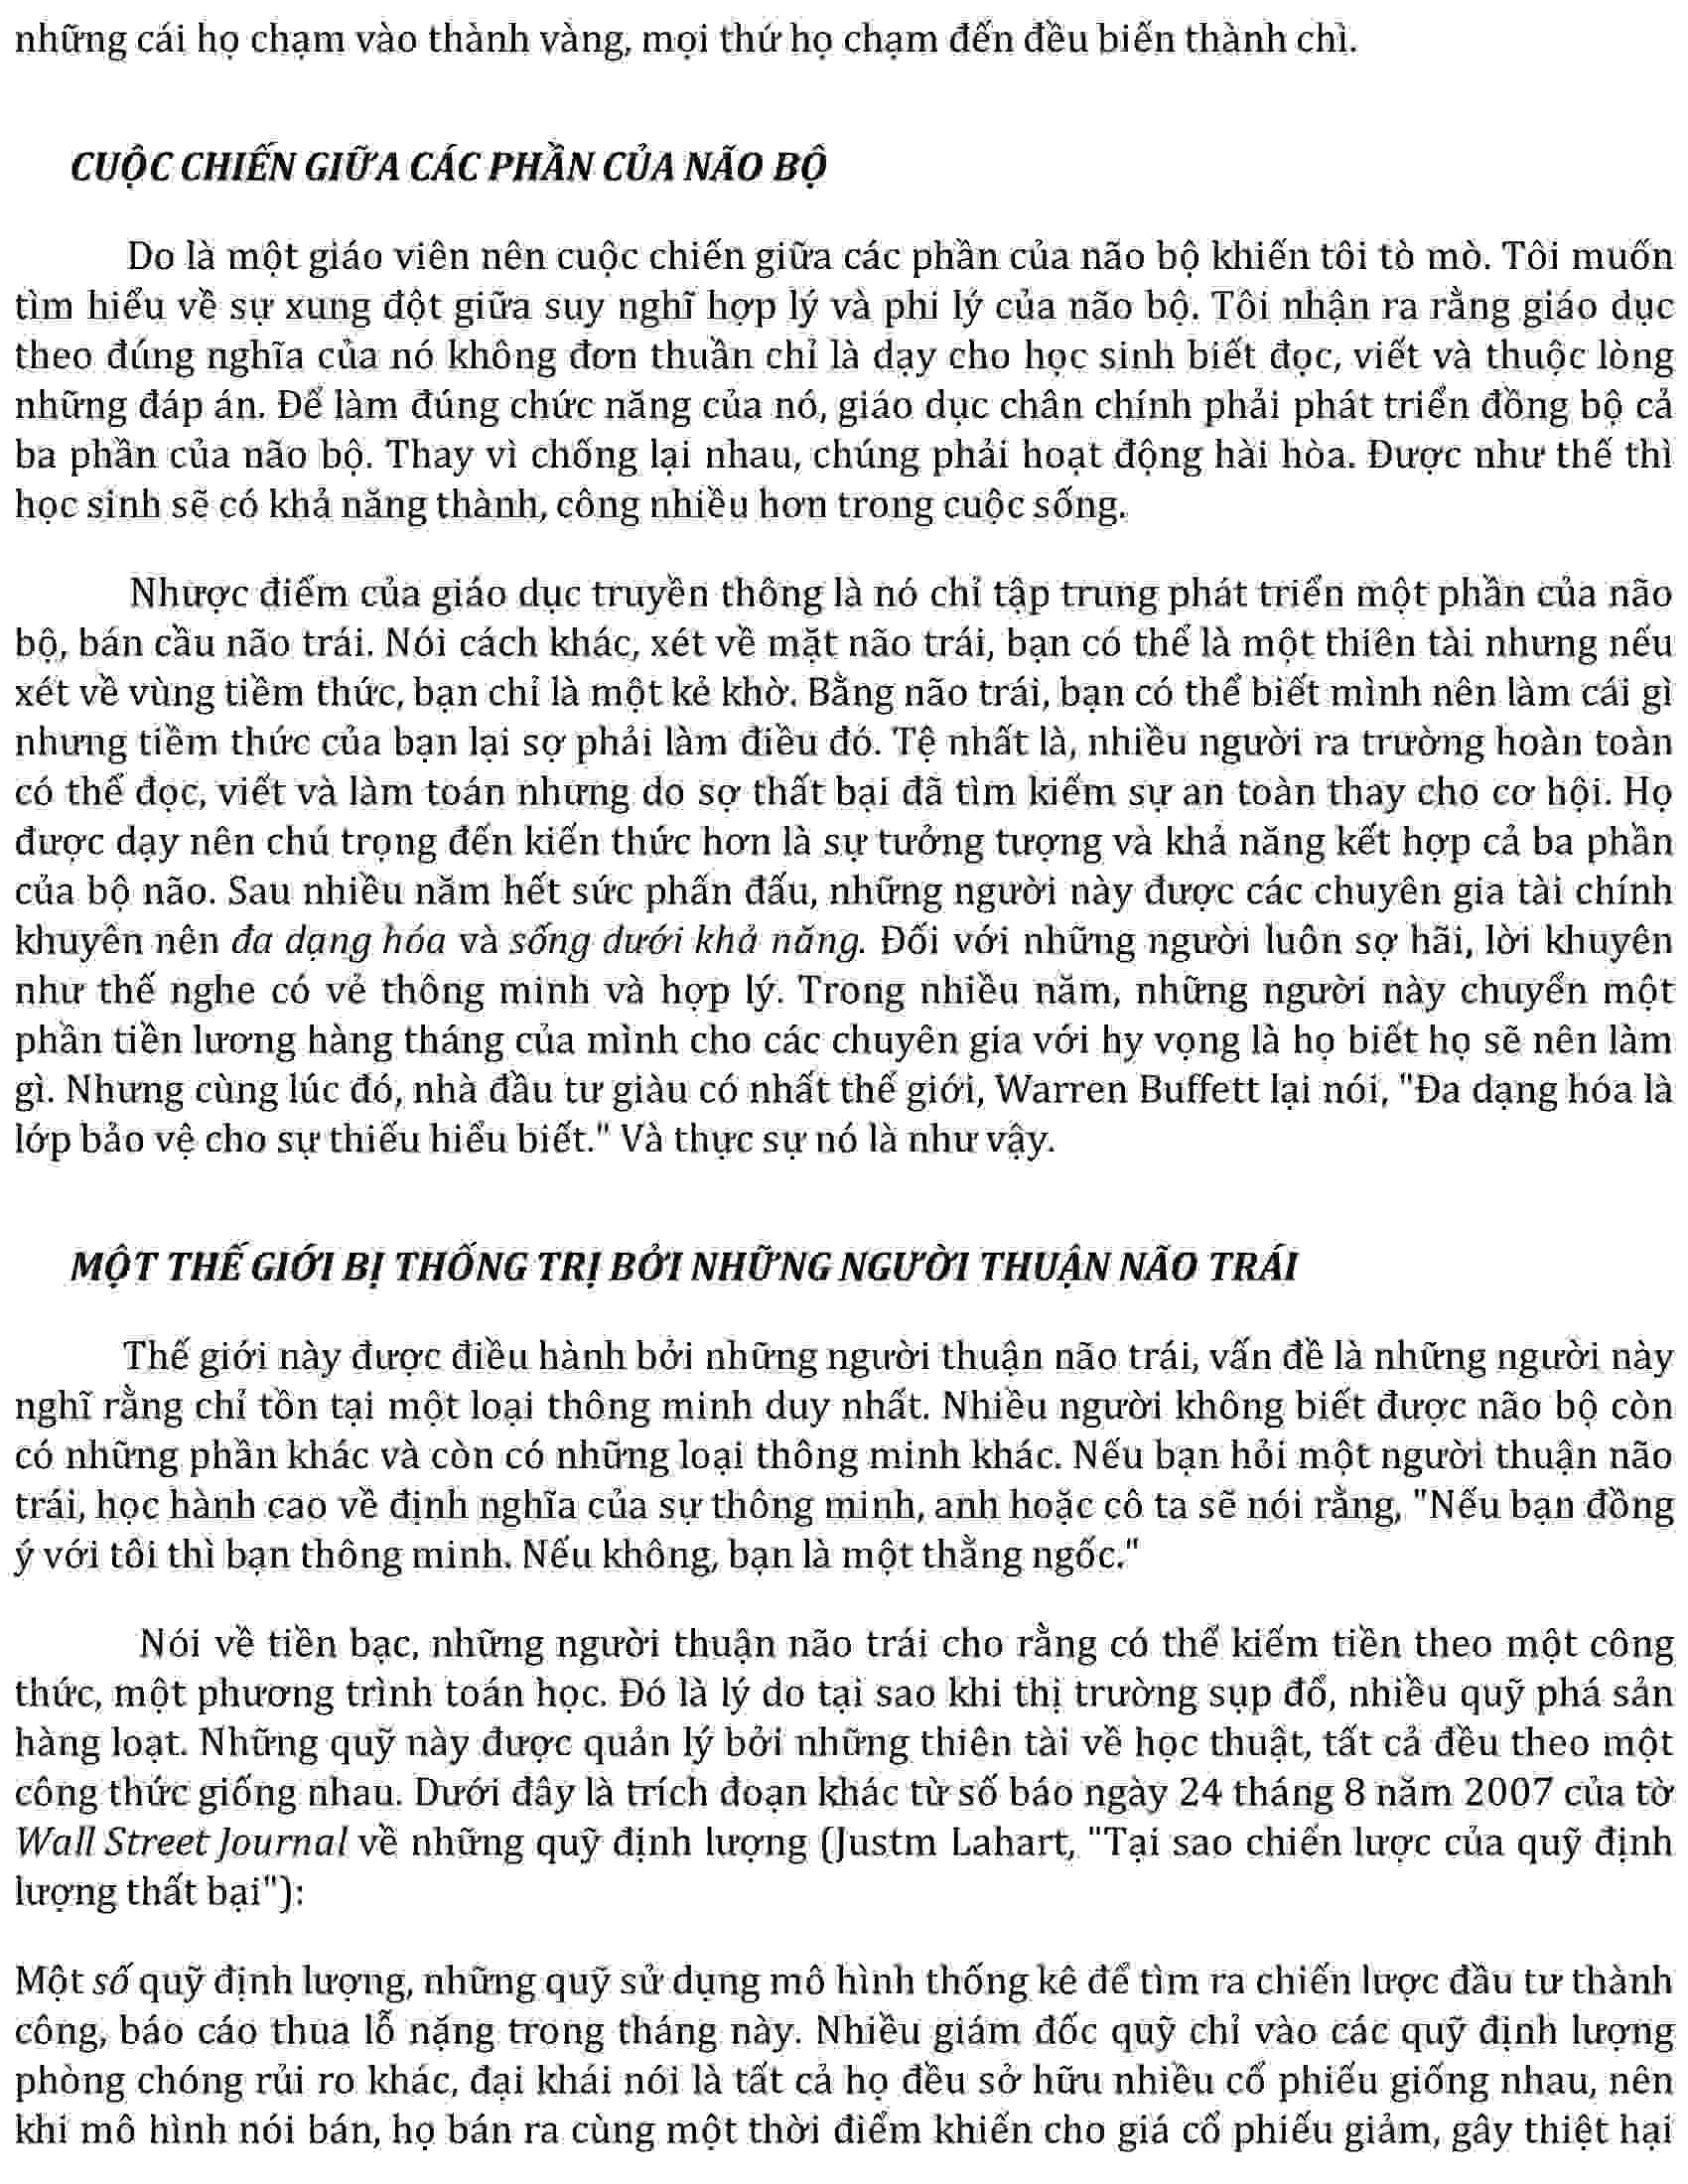 những cái họ chạm vào thành vàng, mọi thứ họ chạm đến đều biến thành chì.
CUỘC CHIẾN GIỮA CÁC PHẦN CỦA NÃO BỘ
Do là một giáo viên nên cuộc chiến giữa các phần của não bộ khiến tôi tò mò. Tôi muốn
tìm hiểu về sự xung đột giữa suy nghĩ hợp lý và phi lý của não bộ. Tôi nhận ra rằng giáo dục
theo đúng nghĩa của nó không đơn thuần chỉ là dạy cho học sinh biết đọc, viết và thuộc lòng
những đáp án. Để làm đúng chức năng của nó, giáo dục chân chính phải phát triển đồng bộ cả
ba phần của não bộ. Thay vì chống lại nhau, chúng phải hoạt động hài hòa. Được như thế thì
học sinh sẽ có khả năng thành, công nhiều hơn trong cuộc sống.
Nhược điểm của giáo dục truyền thông là nó chỉ tập trung phát triển một phần của não
bộ, bán cầu não trái. Nói cách khác, xét về mặt não trái, bạn có thể là một thiên tài nhưng nếu
xét về vùng tiềm thức, bạn chỉ là một kẻ khờ. Bằng não trái, bạn có thể biết mình nên làm cái gì
nhưng tiềm thức của bạn lại sợ phải làm điều đó. Tệ nhất là, nhiều người ra trường hoàn toàn
có thể đọc, viết và làm toán nhưng do sợ thất bại đã tìm kiếm sự an toàn thay cho cơ hội. Họ
được dạy nên chú trọng đến kiến thức hơn là sự tưởng tượng và khả năng kết hợp cả ba phần
của bộ não. Sau nhiều năm hết sức phấn đấu, những người này được các chuyên gia tài chính
khuyên nên đa dạng hóa và sống dưới khả năng. Đối với những người luôn sợ hãi, lời khuyên
như thế nghe có vẻ thông minh và hợp lý. Trong nhiều năm, những người này chuyển một
phần tiền lương hàng tháng của mình cho các chuyên gia với hy vọng là họ biết họ sẽ nên làm
gì. Nhưng cùng lúc đó, nhà đầu tư giàu có nhất thế giới, Warren Buffett lại nói, "Đa dạng hóa là
lớp bảo vệ cho sự thiếu hiểu biết." Và thực sự nó là như vậy.
MỘT THẾ GIỚI BỊ THỐNG TRỊ BỞI NHỮNG NGƯỜI THUẬN NÃO TRÁI
Thế giới này được điều hành bởi những người thuận não trái, vấn đề là những người này
nghĩ rằng chỉ tồn tại một loại thông minh duy nhất. Nhiều người không biết được não bộ còn
có những phần khác và còn có những loại thông minh khác. Nếu bạn hỏi một người thuận não
trái, học hành cao về định nghĩa của sự thông minh, anh hoặc cô ta sẽ nói rằng, "Nếu bạn đồng
ý với tôi thì bạn thông minh. Nếu không, bạn là một thằng ngốc."
Nói về tiền bạc, những người thuận não trái cho rằng có thể kiếm tiền theo một công
thức, một phương trình toán học. Đó là lý do tại sao khi thị trường sụp đổ, nhiều quỹ phá sản
hàng loạt. Những quỹ này được quản lý bởi những thiên tài về học thuật, tất cả đều theo một
công thức giống nhau. Dưới đây là trích đoạn khác từ số báo ngày 24 tháng 8 năm 2007 của tờ
Wall Street Journal về những quỹ định lượng (Justm Lahart, "Tại sao chiến lược của quỹ định
lượng thất bại"):
Một số quỹ định lượng, những quỹ sử dụng mô hình thống kê để tìm ra chiến lược đầu tư thành
công, báo cáo thua lỗ nặng trong tháng này. Nhiều giám đốc quỹ chỉ vào các quỹ định lượng
phòng chóng rủi ro khác, đại khái nói là tất cả họ đều sở hữu nhiều cổ phiếu giống nhau, nên
khi mô hình nói bán, họ bán ra cùng một thời điểm khiến cho giá cổ phiếu giảm, gây thiệt hại